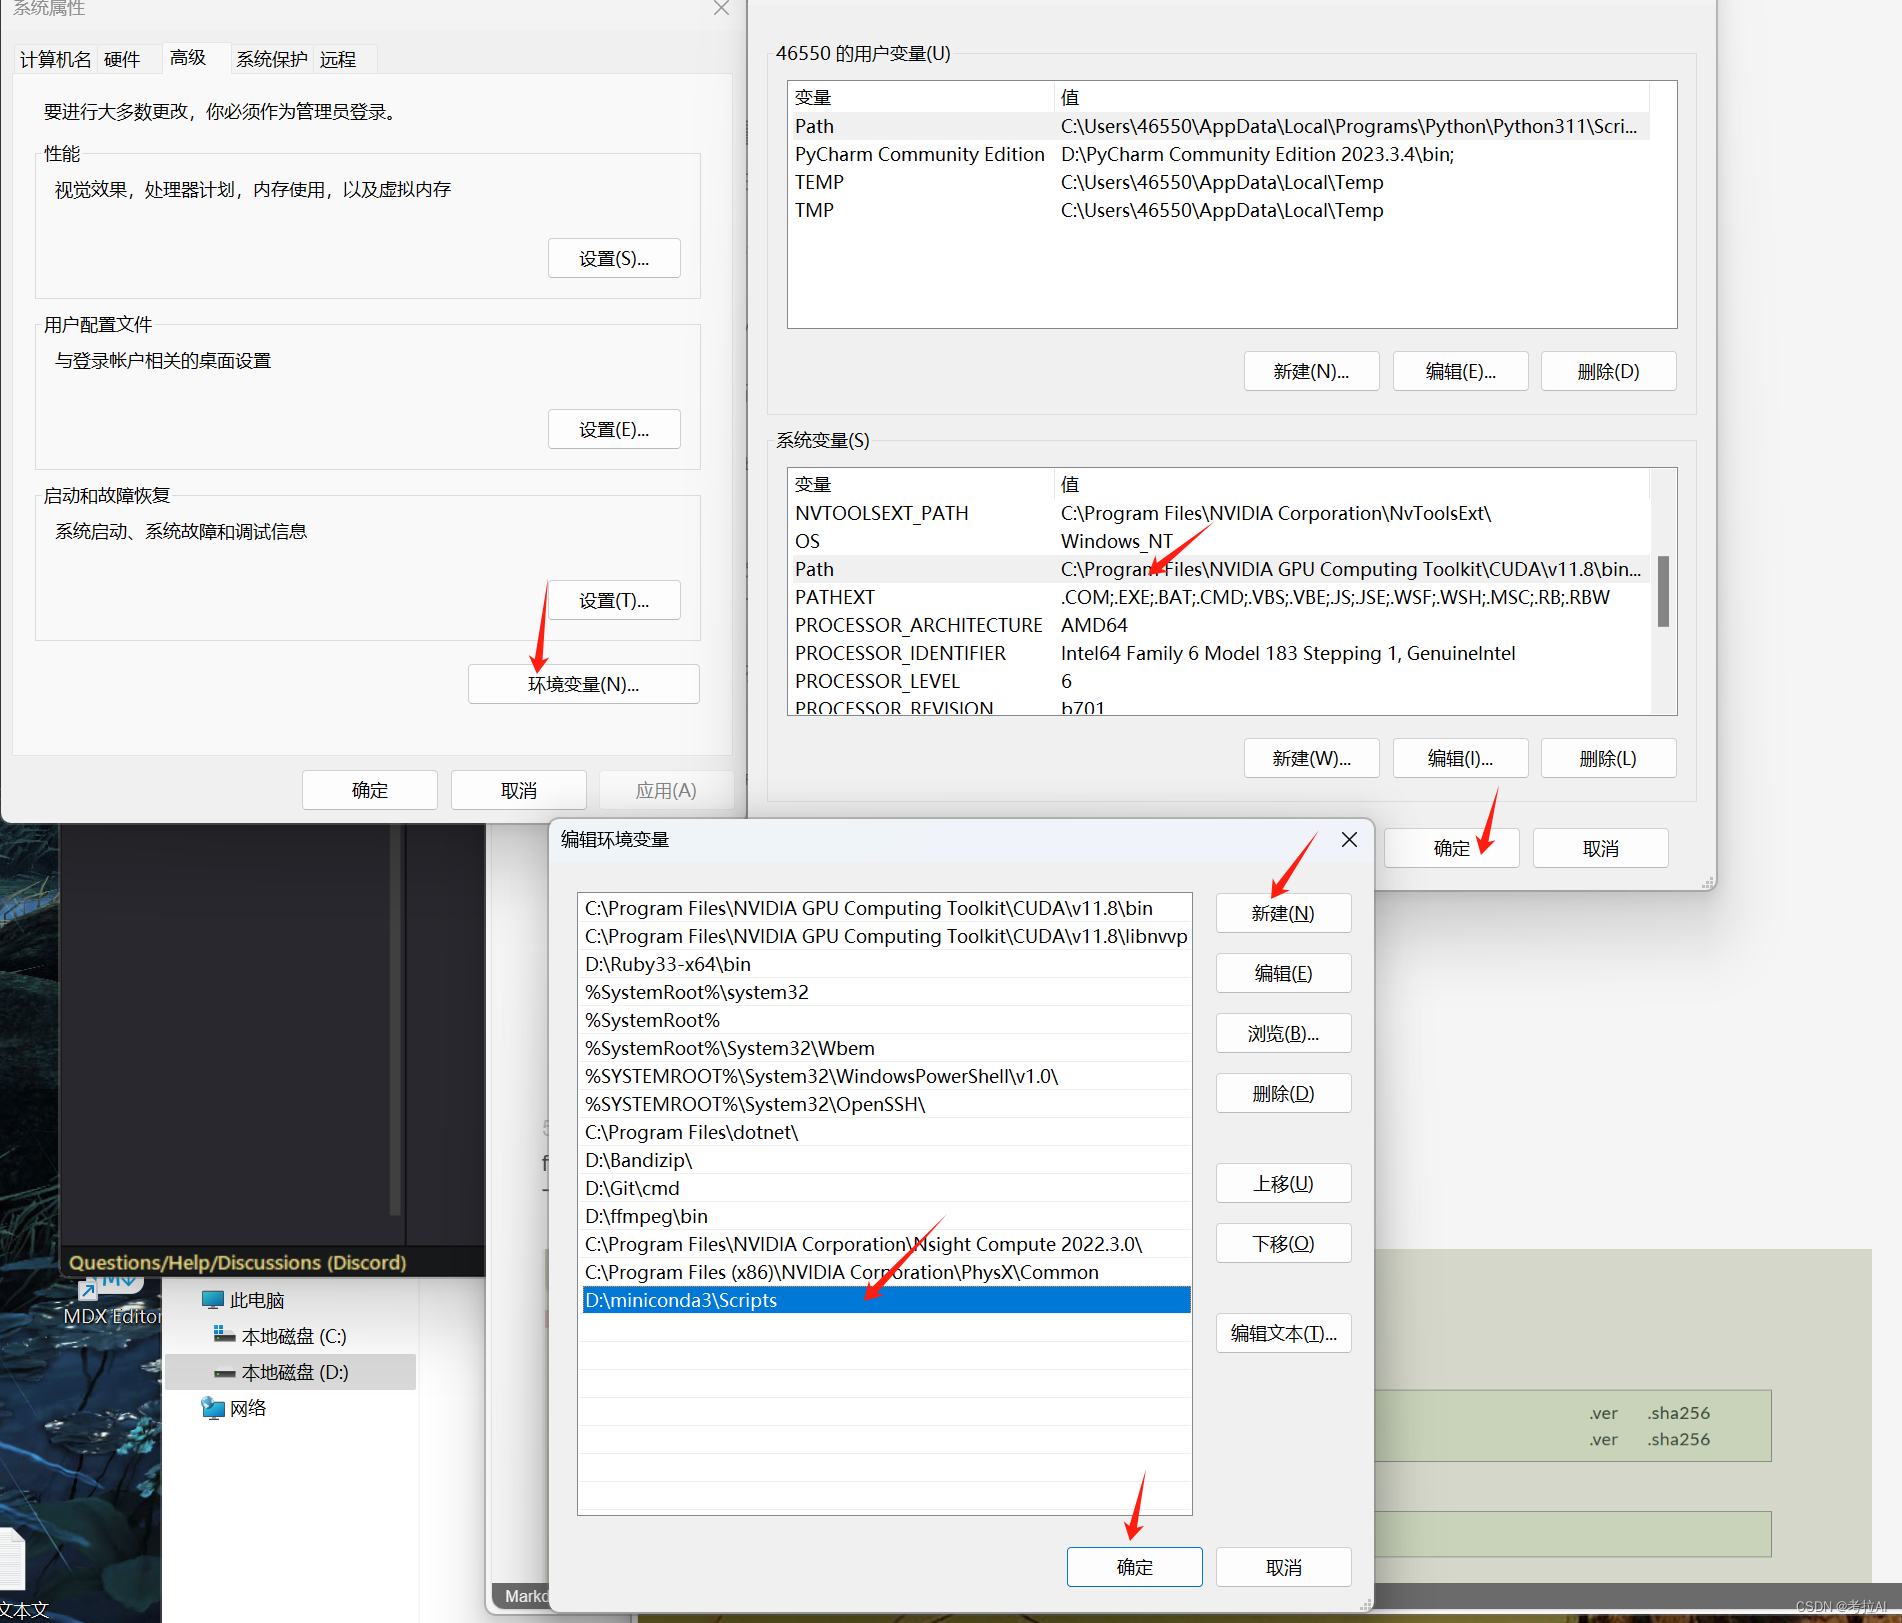 系统属性
计算机名
硬件
高级
系统保护
远程
要进行大多数更改，你必须作为管理员登录。
性能
视觉效果，处理器计划，内存使用，以及虚拟内存
设置(S)...
用户配置文件
与登录帐户相关的桌面设置
设置(E)...
启动和故障恢复
系统启动、系统故障和调试信息
设置(T)...
环境变量(N)...
确定
取消
应用(A)
46550 的用户变量(U)
变量 值
Path C:\Users\46550\AppData\Local\Programs\Python\Python311\Scri...
PyCharm Community Edition D:\PyCharm Community Edition 2023.3.4\bin;
TEMP C:\Users\46550\AppData\Local\Temp
TMP C:\Users\46550\AppData\Local\Temp
新建(N)...
编辑(E)...
删除(D)
系统变量(S)
变量 值
NVTOOLSEXT_PATH C:\Program Files\NVIDIA Corporation\NvToolsExt\
OS Windows_NT
Path C:\Program Files\NVIDIA GPU Computing Toolkit\CUDA\v11.8\bin...
PATHEXT .COM;.EXE;.BAT;.CMD;.VBS;.VBE;.JS;.JSE;.WSF;.WSH;.MSC;.RB;.RBW
PROCESSOR_ARCHITECTURE AMD64
PROCESSOR_IDENTIFIER Intel64 Family 6 Model 183 Stepping 1, GenuineIntel
PROCESSOR_LEVEL 6
PROCESSOR_REVISION b701
新建(W)...
编辑(I)...
删除(L)
确定
取消
编辑环境变量
C:\Program Files\NVIDIA GPU Computing Toolkit\CUDA\v11.8\bin
C:\Program Files\NVIDIA GPU Computing Toolkit\CUDA\v11.8\libnvvp
D:\Ruby33-x64\bin
%SystemRoot%\system32
%SystemRoot%
%SystemRoot%\System32\Wbem
%SYSTEMROOT%\System32\WindowsPowerShell\v1.0\
%SYSTEMROOT%\System32\OpenSSH\
C:\Program Files\dotnet\
D:\Bandizip\
D:\Git\cmd
D:\ffmpeg\bin
C:\Program Files\NVIDIA Corporation\Nsight Compute 2022.3.0\
C:\Program Files (x86)\NVIDIA Corporation\PhysX\Common
D:\miniconda3\Scripts
新建(N)
编辑(E)
浏览(B)...
删除(D)
上移(U)
下移(O)
编辑文本(T)...
确定
取消
Questions/Help/Discussions (Discord)
MDX Editor
此电脑
本地磁盘 (C:)
本地磁盘 (D:)
网络
文本文
Markd
.ver .sha256
.ver .sha256
CSDN @考拉AI